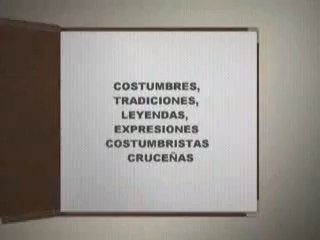 COSTUMBRES,
TRADICIONES,
LEYENDAS,
EXPRESIONES
COSTUMBRISTAS
CRUCEÑAS